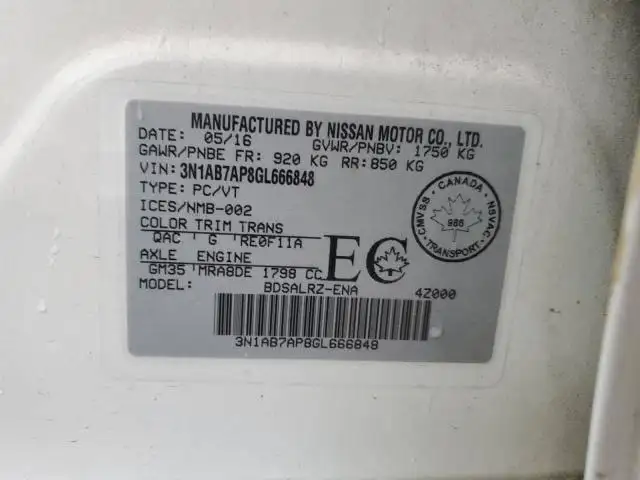 MANUFACTURED BY NISSAN MOTOR CO., LTD.
DATE: 05/16 GVWR/PNBV: 1750 KG
GAWR/PNBE FR: 920 KG RR: 850 KG
VIN: 3N1AB7AP8GL666848
TYPE: PC/VT
ICES/NMB-002
COLOR TRIM TRANS
QAC G RE0F11A
AXLE ENGINE
GM35 MRA8DE 1798 CC
EC
MODEL: BDSALRZ-ENA 42000
3N1AB7AP8GL666848
CANADA
CMVSS NSVAC
986
TRANSPORT